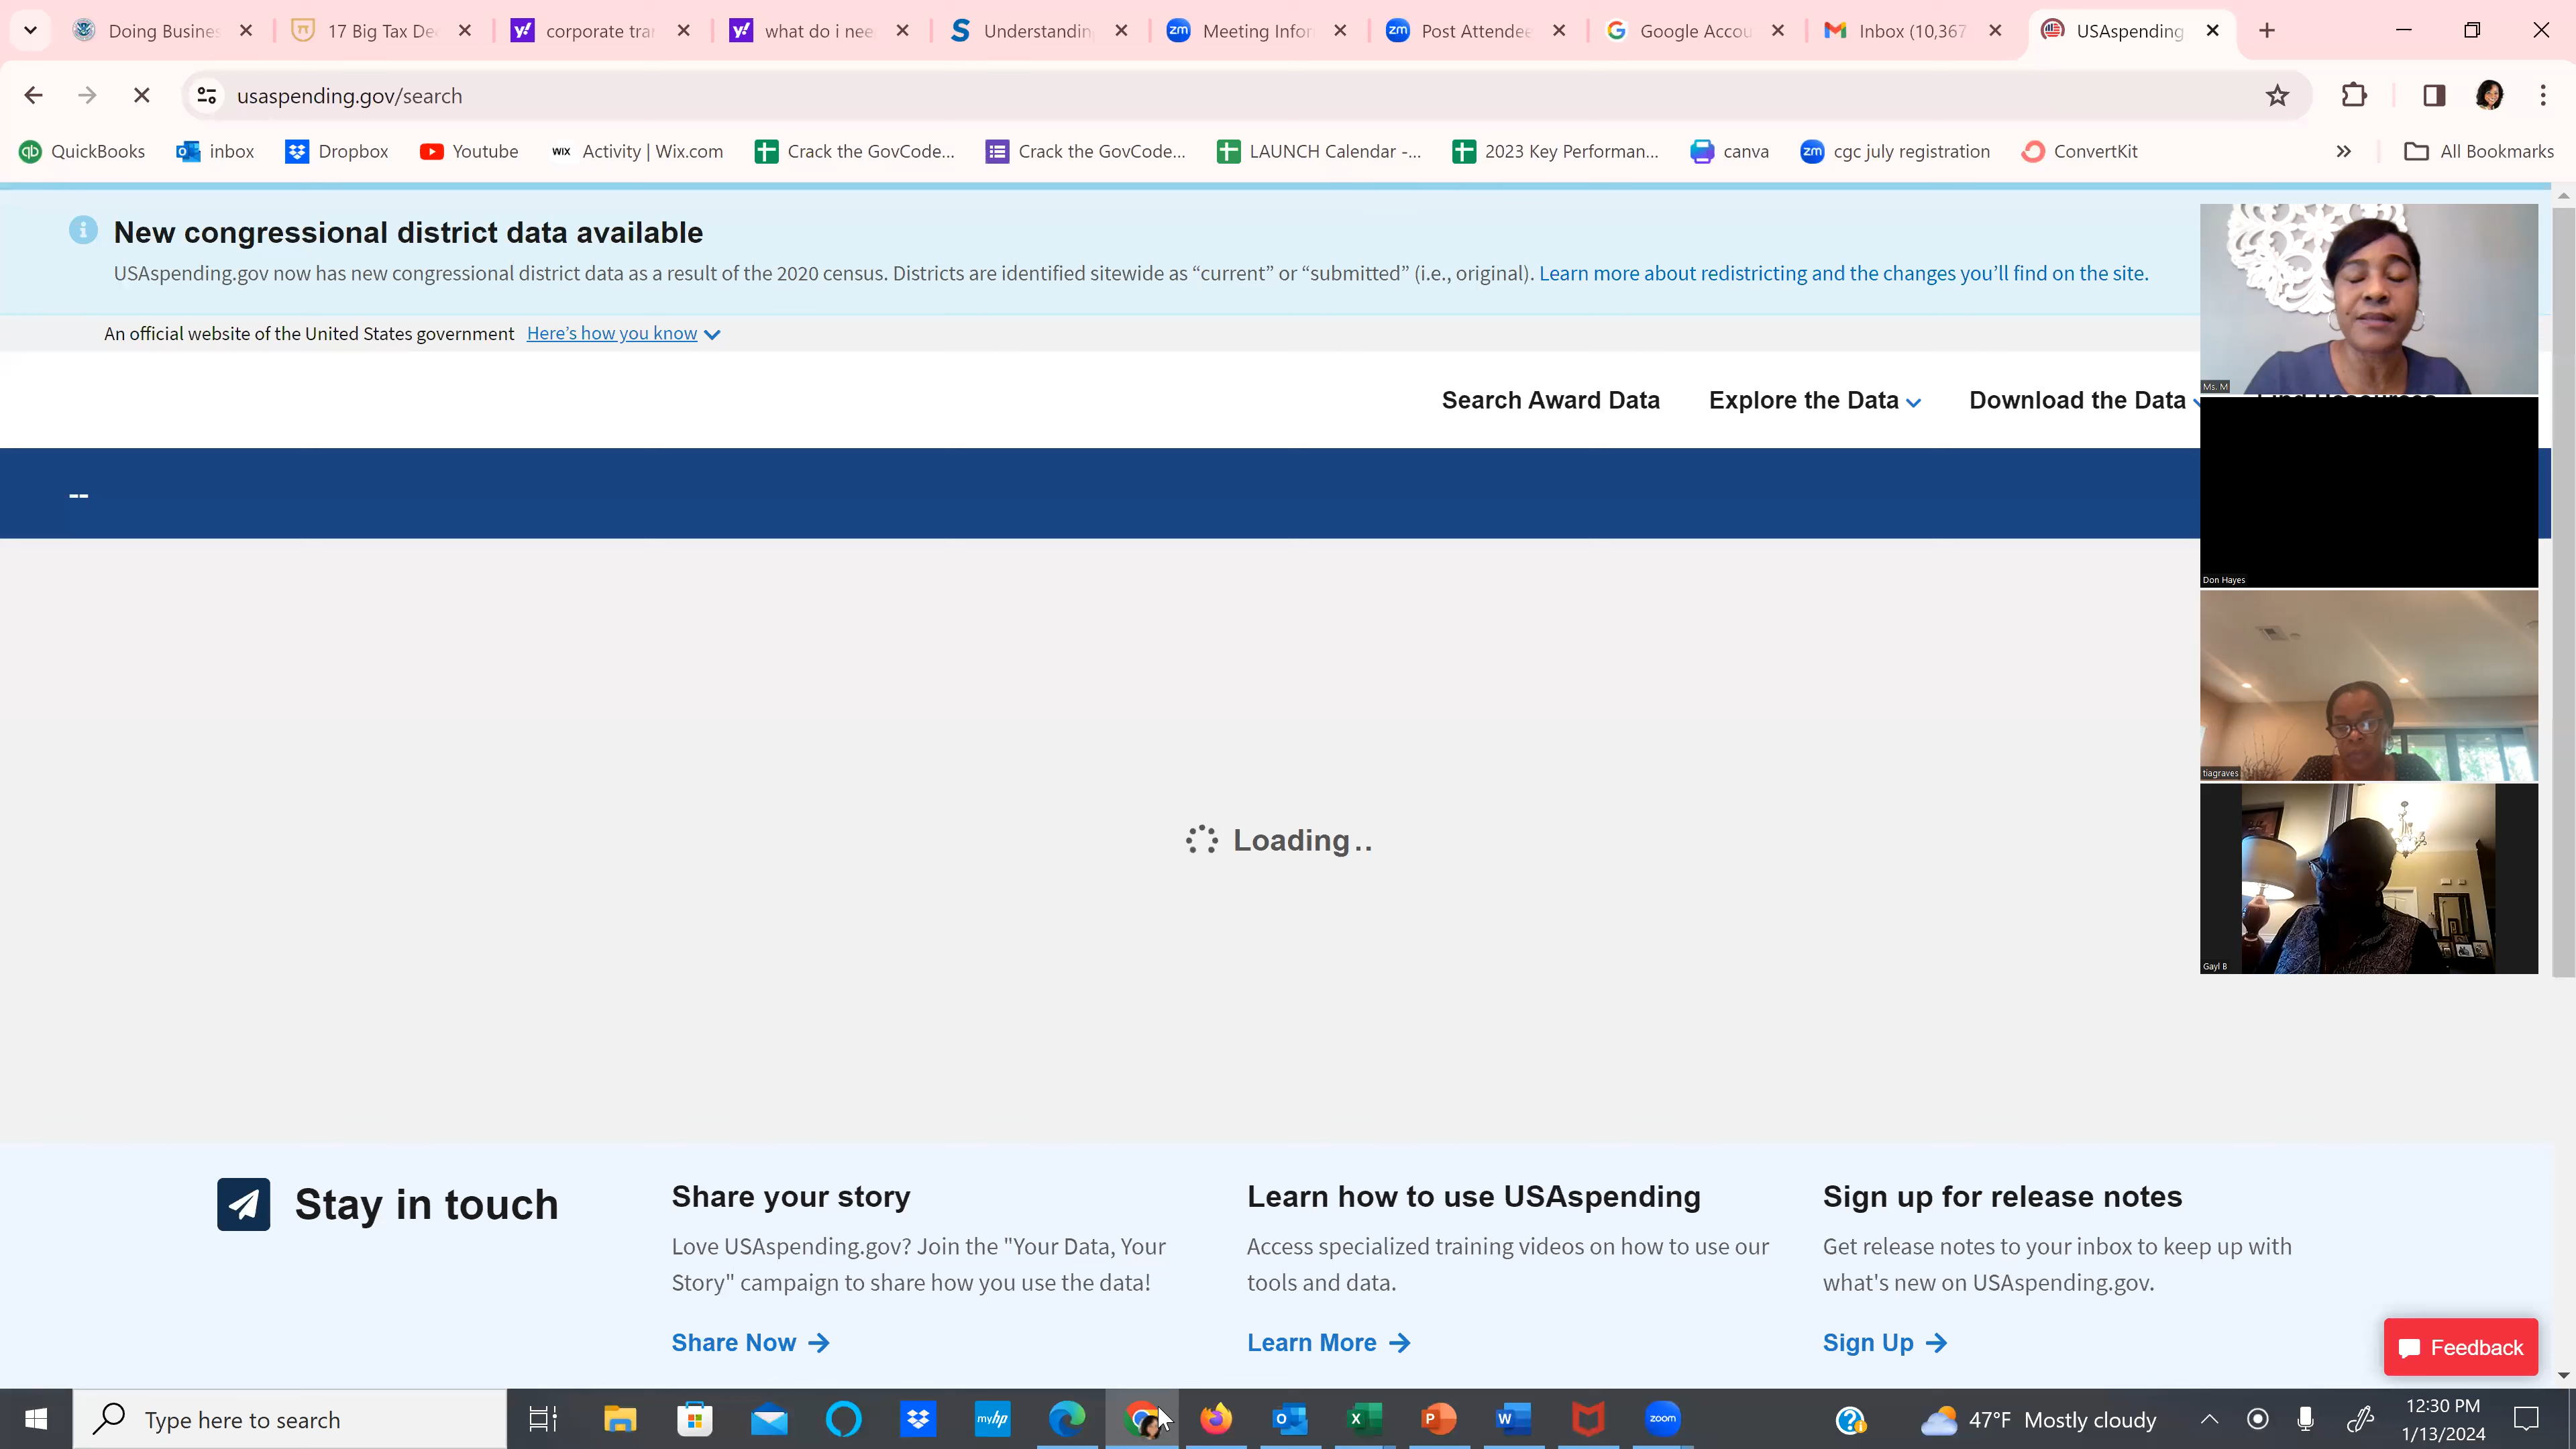 Doing Busines
17 Big Tax De
corporate tran
what do i nee
Understanding
Meeting Infor
Post Attendee
Google Accou
Inbox (10,367
USAspending
usaspending.gov/search
QuickBooks
inbox
Dropbox
Youtube
WIX Activity | Wix.com
Crack the GovCode...
Crack the GovCode...
LAUNCH Calendar -...
2023 Key Performan...
canva
zm cgc july registration
ConvertKit
All Bookmarks
New congressional district data available
USAspending.gov now has new congressional district data as a result of the 2020 census. Districts are identified sitewide as “current” or “submitted” (i.e., original). Learn more about redistricting and the changes you’ll find on the site.
An official website of the United States government Here’s how you know
Ms. M
Search Award Data Explore the Data Download the Data
--
Don Hayes
tiagraves
Loading..
Gayl B
Stay in touch
Share your story
Love USAspending.gov? Join the "Your Data, Your
Story" campaign to share how you use the data!
Share Now
Learn how to use USAspending
Access specialized training videos on how to use our
tools and data.
Learn More
Sign up for release notes
Get release notes to your inbox to keep up with
what's new on USAspending.gov.
Sign Up
Feedback
Type here to search
myhp
zoom
47°F Mostly cloudy
12:30 PM
1/13/2024